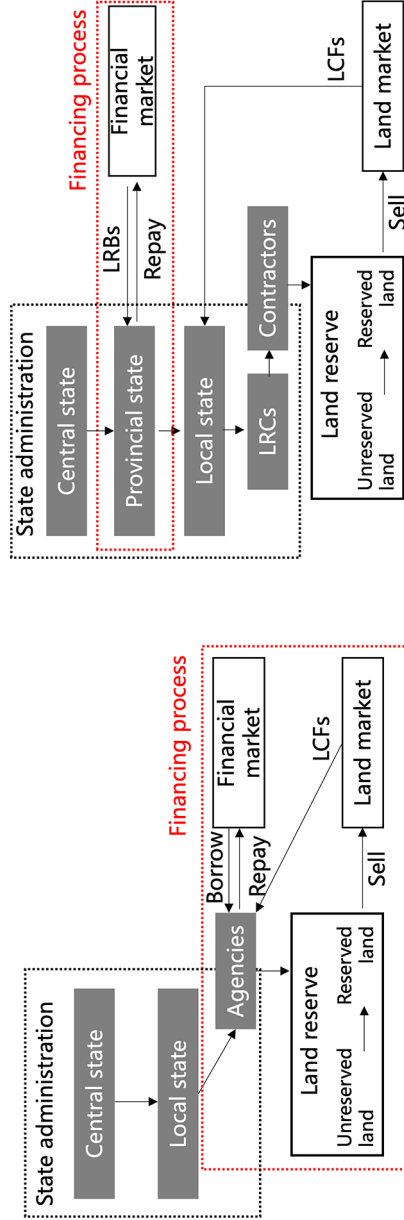 State administration
Central state
Local state
Agencies
Financing process
Borrow
Repay
Financial
market
LCFs
Land reserve
Unreserved
land
Reserved
land
Sell
Land market
State administration
Central state
Provincial state
Local state
LRCs
Contractors
Financing process
LRBs
Repay
Financial
market
LCFs
Land reserve
Unreserved
land
Reserved
land
Sell
Land market